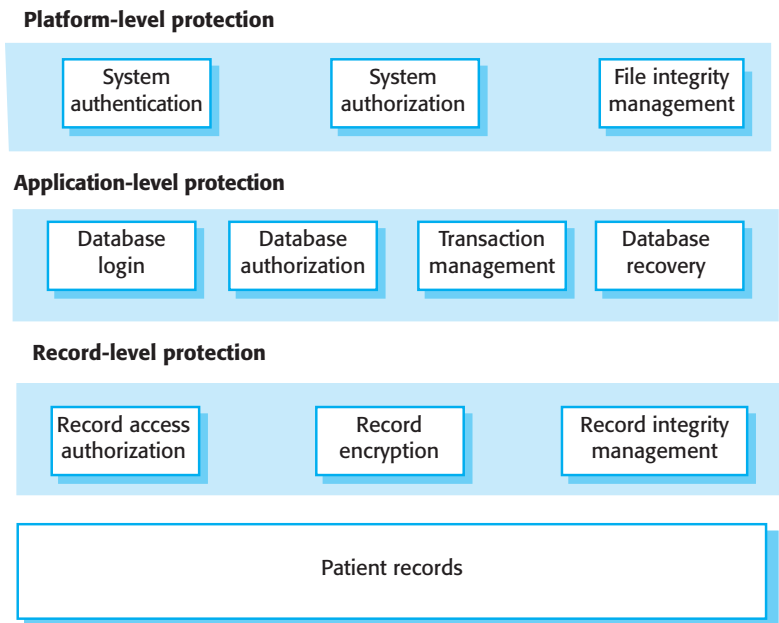 Platform-level protection
System
authentication
System
authorization
File integrity
management
Application-level protection
Database
login
Database
authorization
Transaction
management
Database
recovery
Record-level protection
Record access
authorization
Record
encryption
Record integrity
management
Patient records